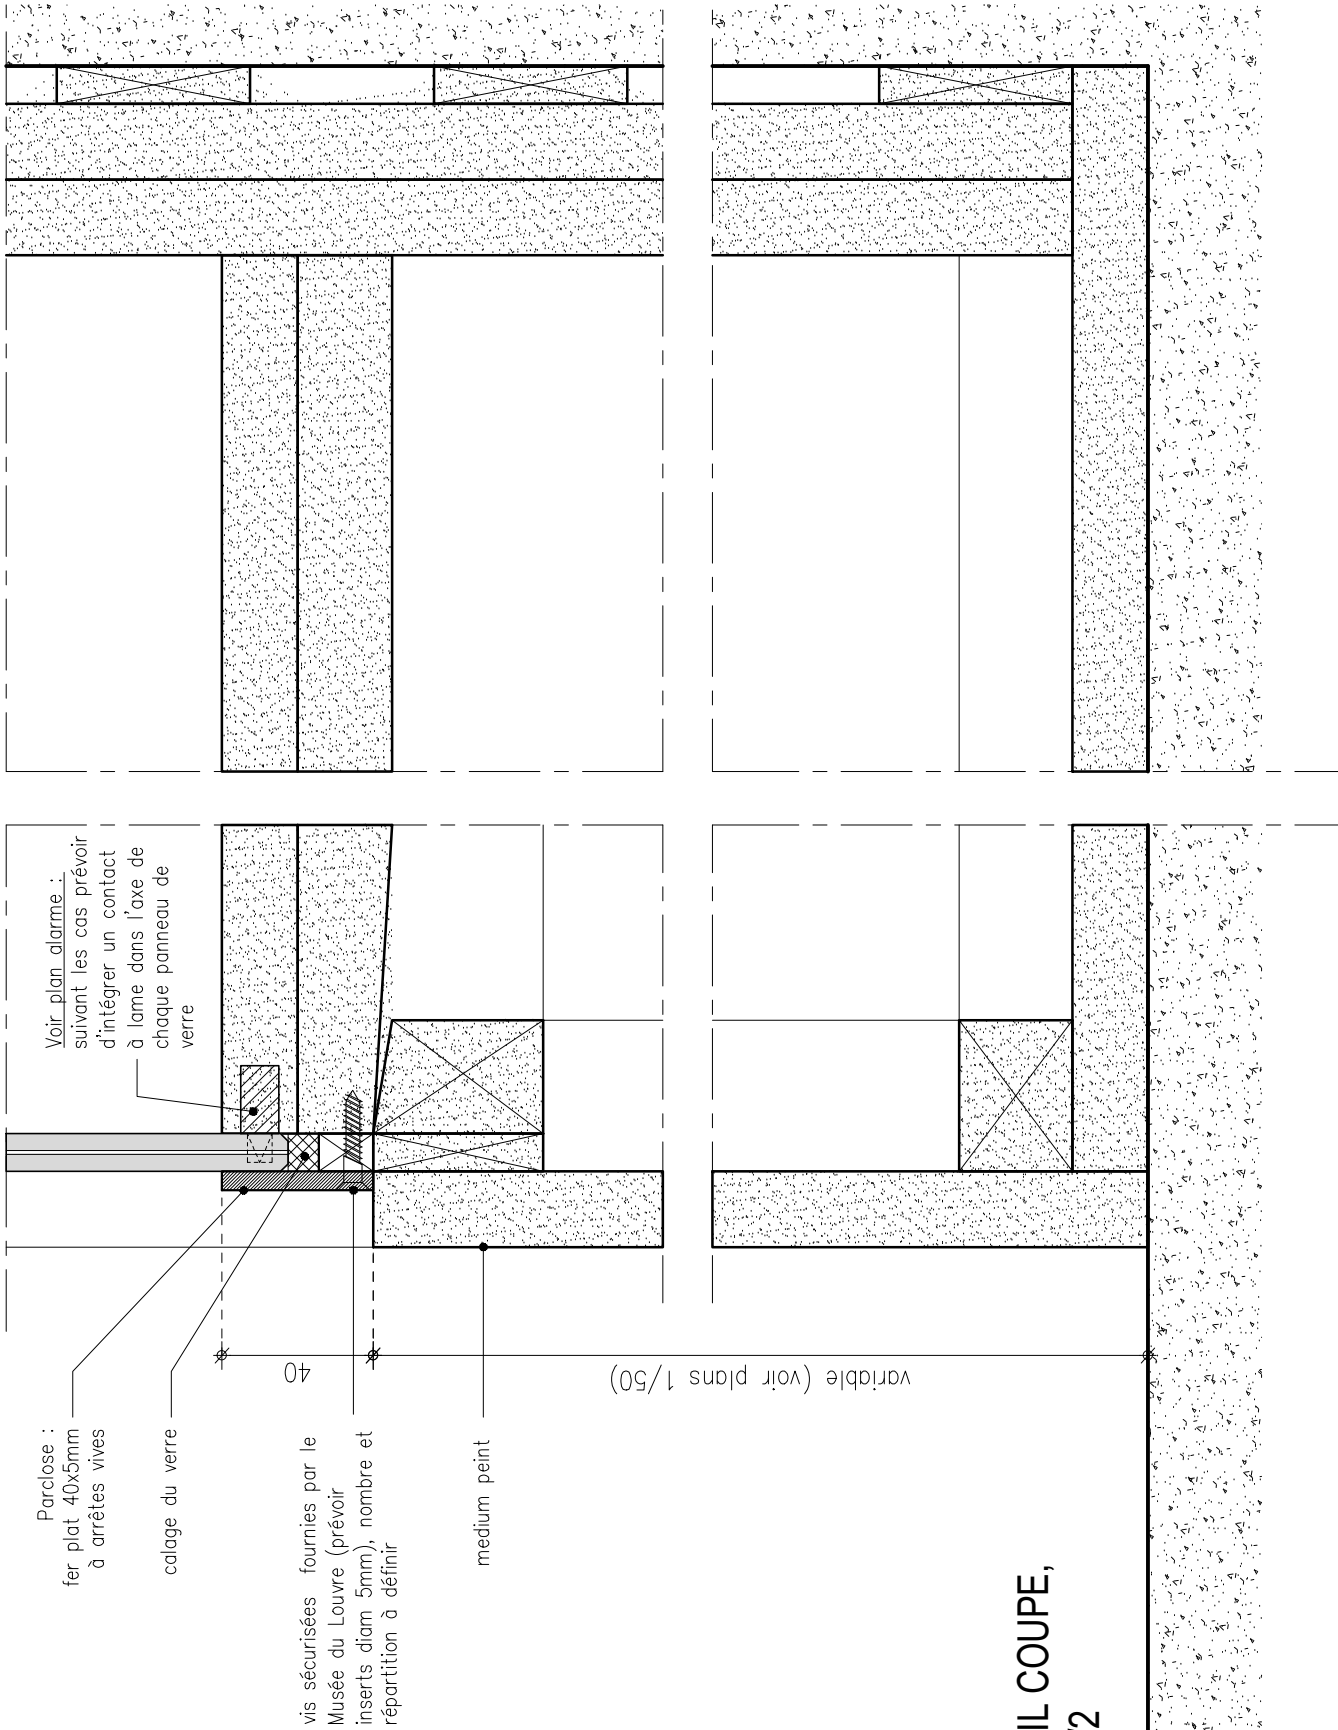 Voir plan alarme :
suivant les cas prévoir
d'intégrer un contact
à lame dans l'axe de
chaque panneau de
verre
Parclose :
fer plat 40x5mm
à arrêtes vives
calage du verre
vis sécurisées fournies par le
Musée du Louvre (prévoir
inserts diam 5mm), nombre et
répartition à définir
medium peint
40
variable (voir plans 1/50)
IL COUPE,
/2